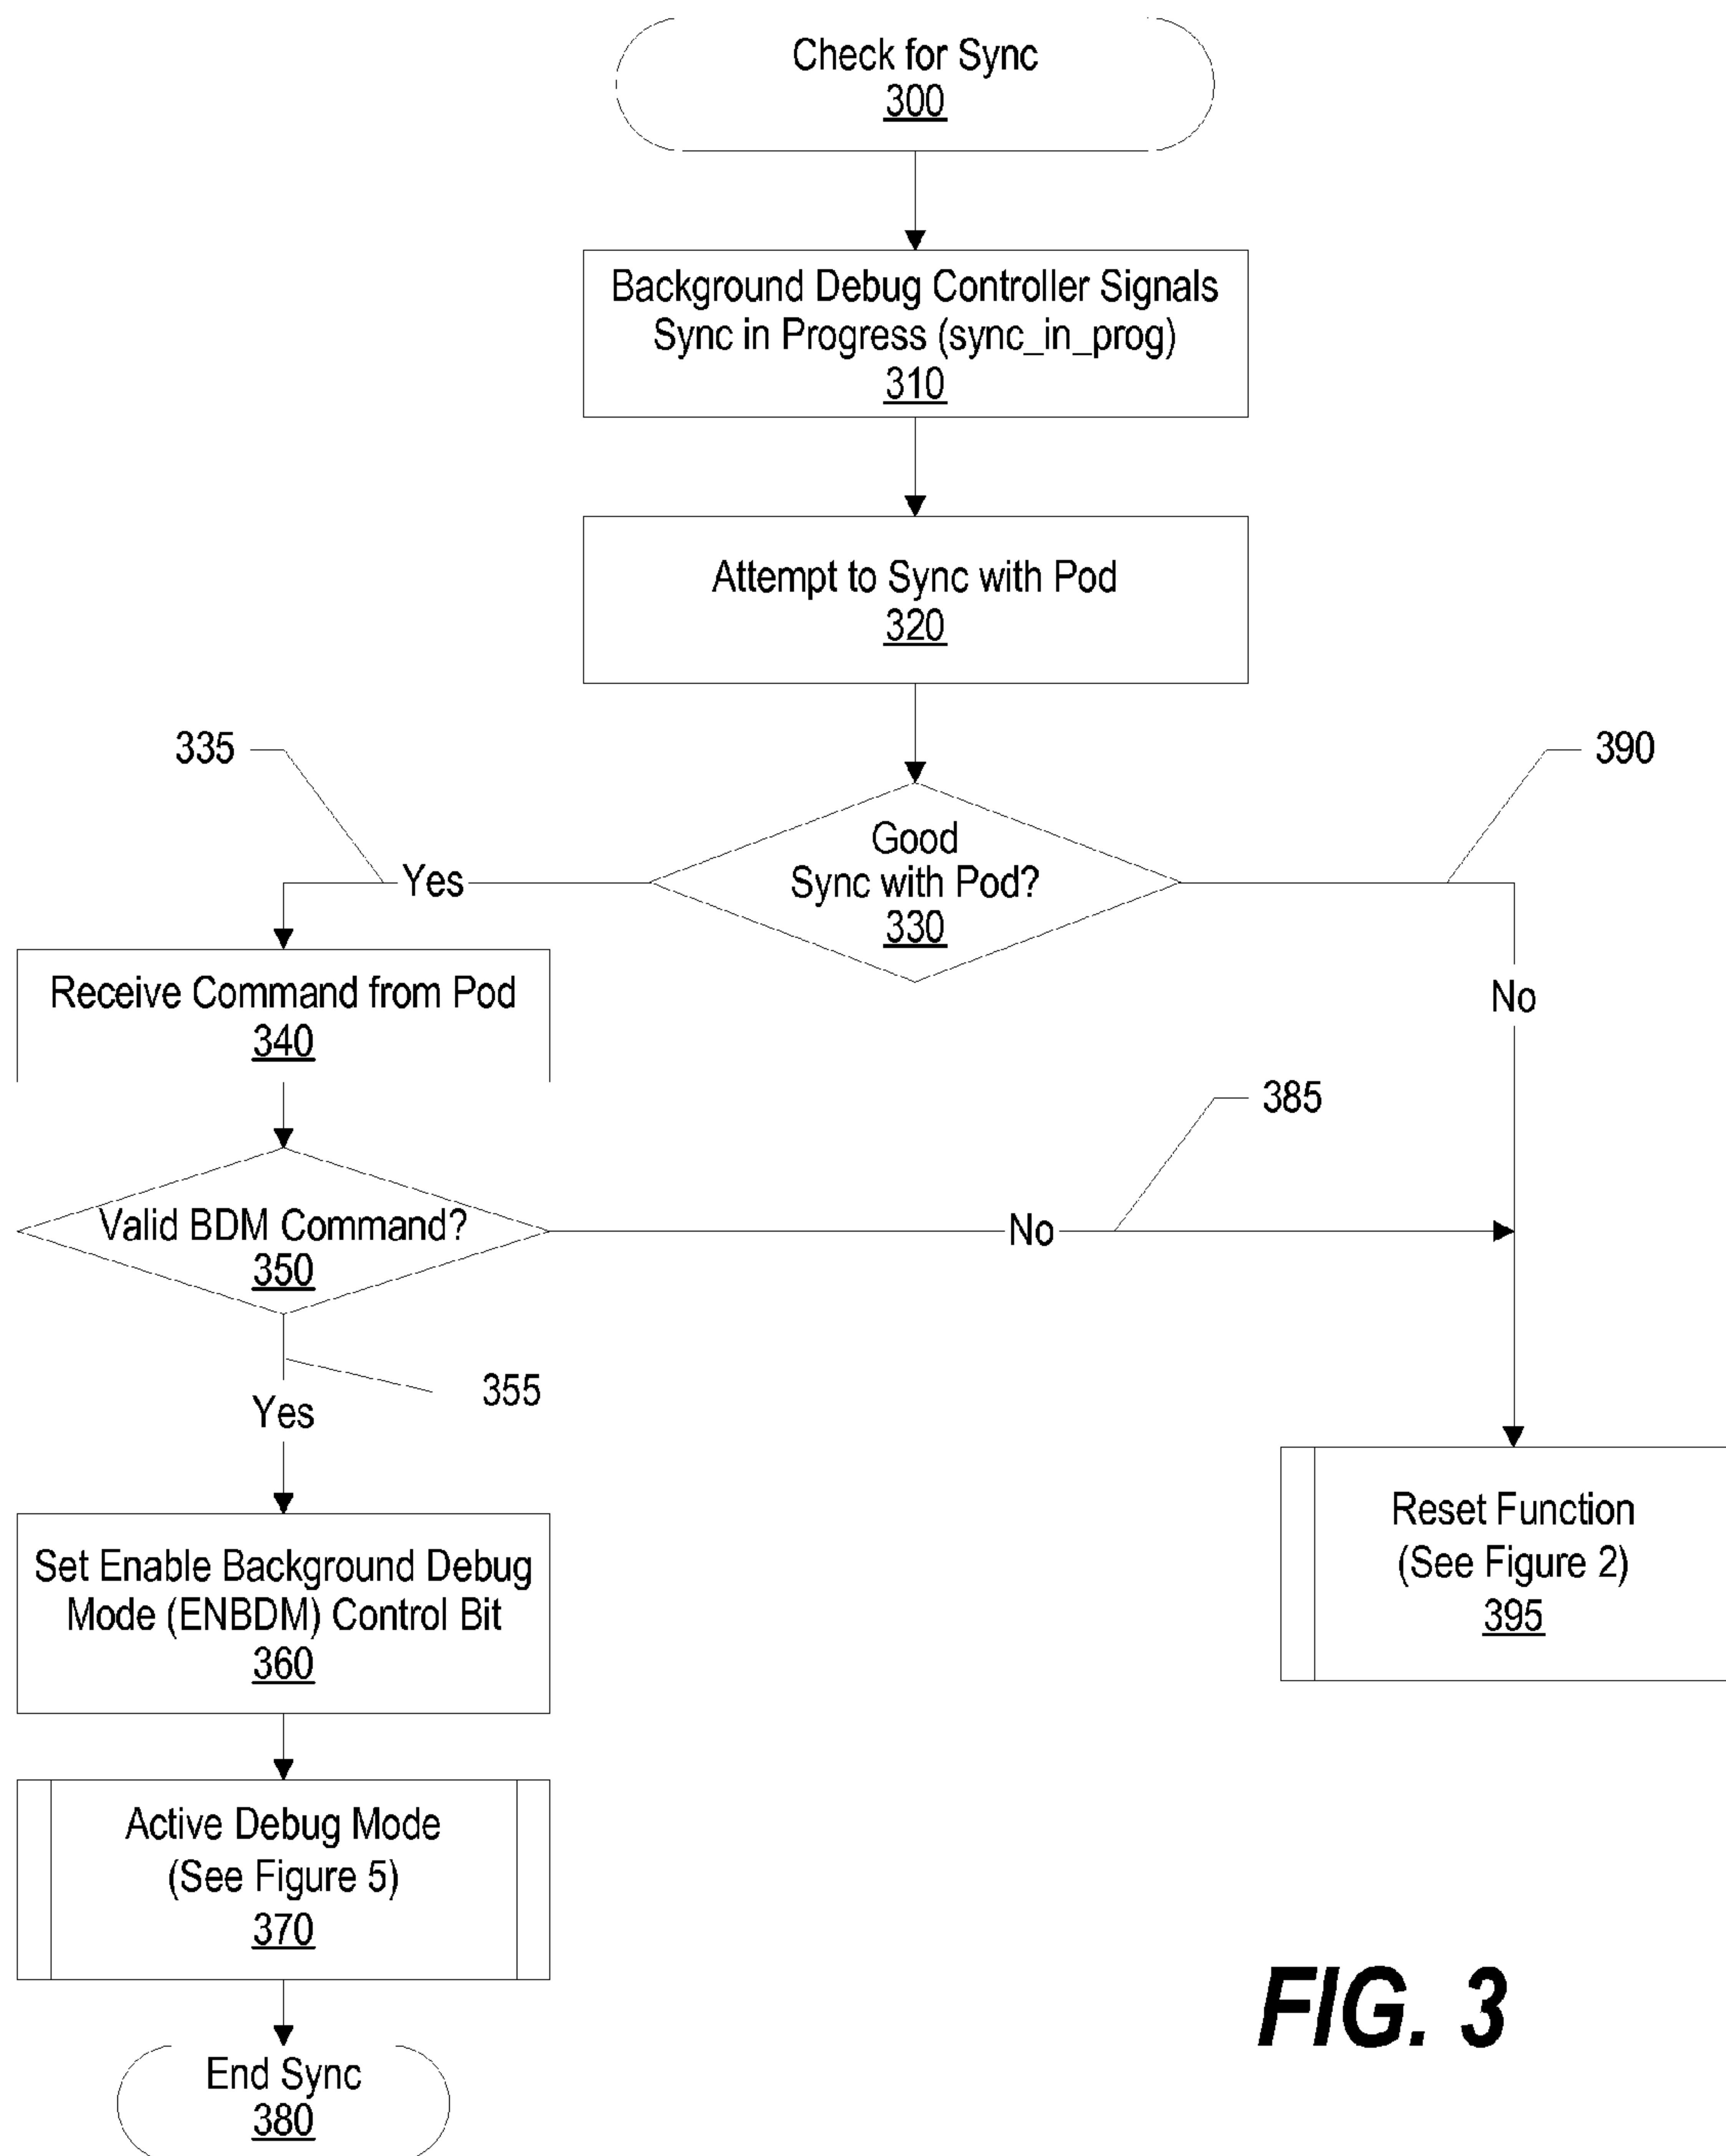 Check for Sync
300
Background Debug Controller Signals
Sync in Progress (sync_in_prog)
310
Attempt to Sync with Pod
320
335
390
Good
Sync with Pod?
330
Yes
No
Receive Command from Pod
340
385
Valid BDM Command?
350
No
355
Yes
Set Enable Background Debug
Mode (ENBDM) Control Bit
360
Reset Function
(See Figure 2)
395
Active Debug Mode
(See Figure 5)
370
End Sync
380
FIG. 3